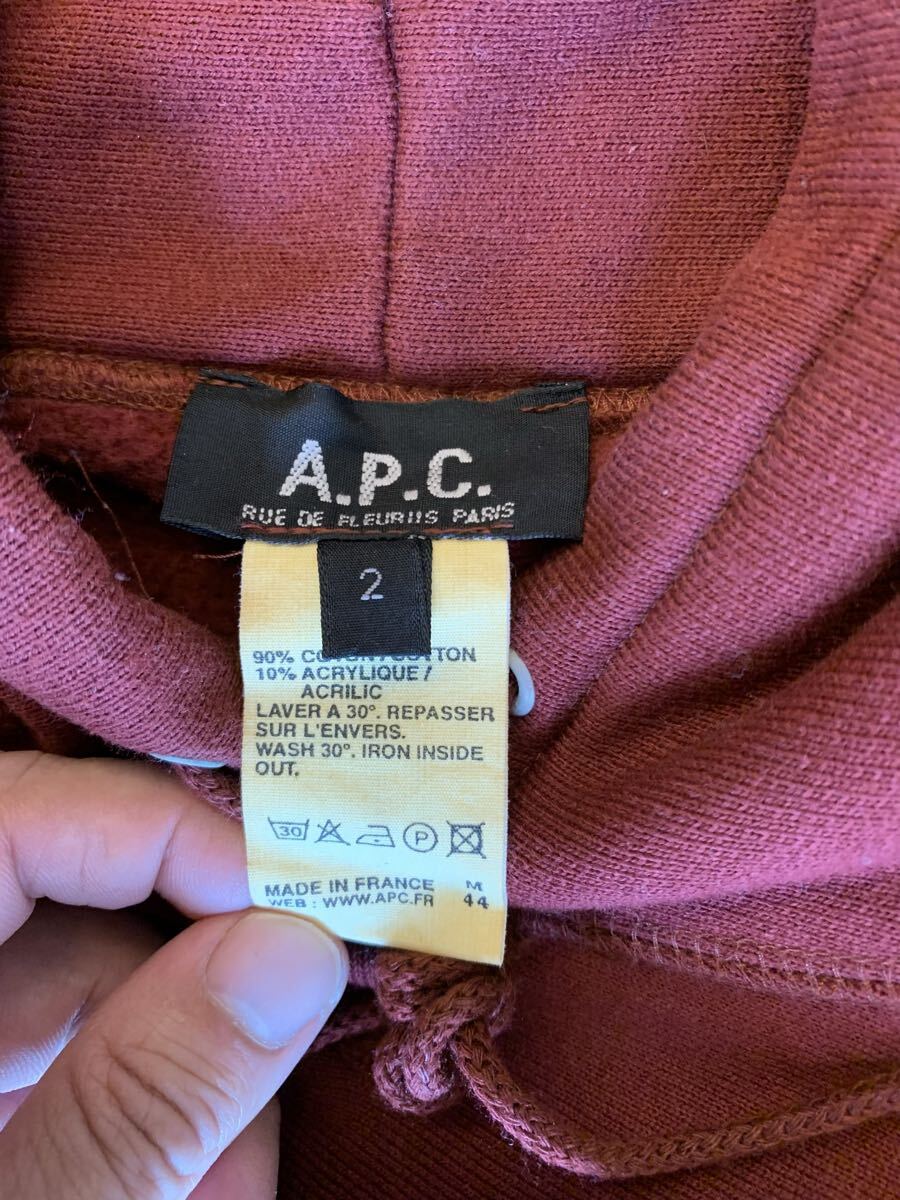 A.P.C.
RUE DE FLEURUS PARIS
2
90% COTON / COTTON
10% ACRYLIQUE /
ACRILIC
LAVER A 30°. REPASSER
SUR L'ENVERS.
WASH 30°. IRON INSIDE
OUT.
30 P
MADE IN FRANCE M
WEB : WWW.APC.FR 44